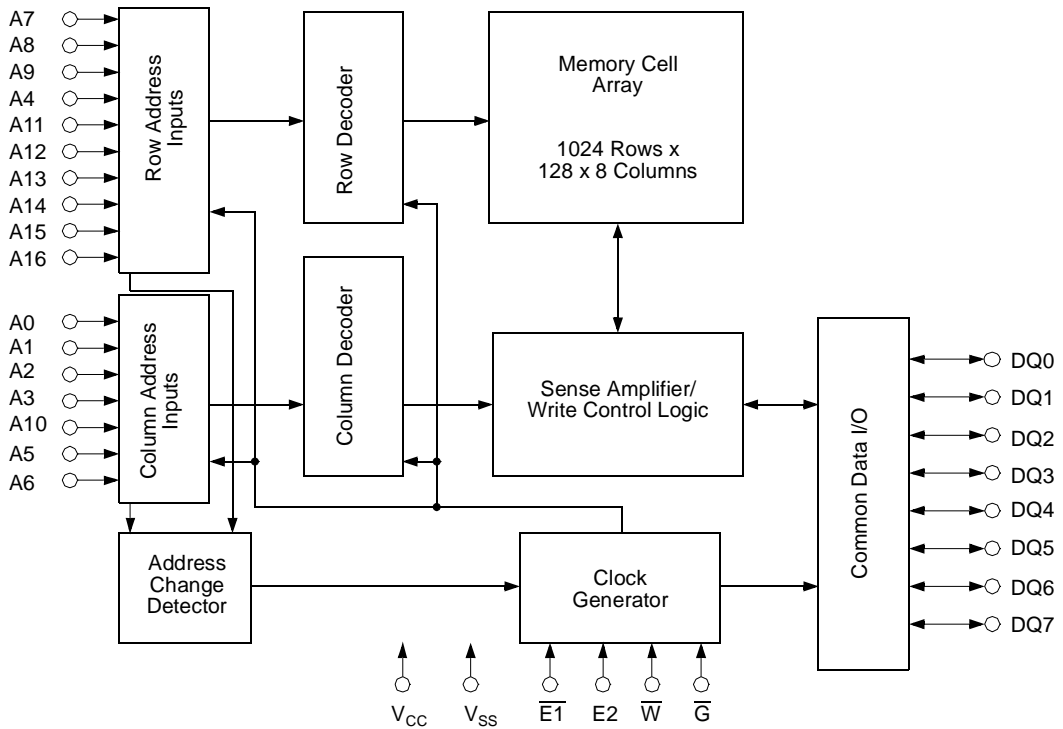 A7
A8
A9
A4
A11
A12
A13
A14
A15
A16
Row Address
Inputs
Row Decoder
Memory Cell
Array
1024 Rows x
128 x 8 Columns
A0
A1
A2
A3
A10
A5
A6
Column Address
Inputs
Column Decoder
Sense Amplifier/
Write Control Logic
Common Data I/O
DQ0
DQ1
DQ2
DQ3
DQ4
DQ5
DQ6
DQ7
Address
Change
Detector
Clock
Generator
VCC
VSS
E1
E2
W
G